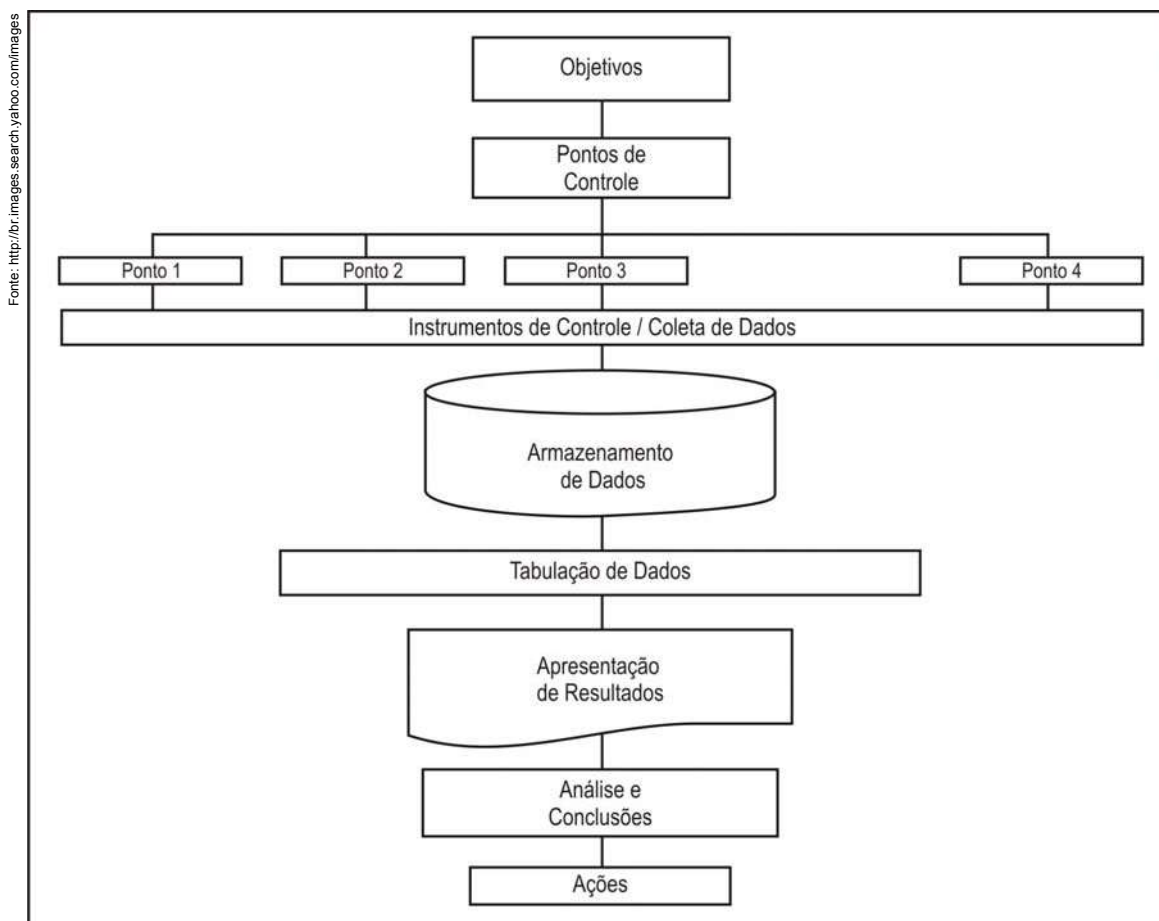 Fonte: http://br.images.search.yahoo.com/images
Objetivos
Pontos de
Controle
Ponto 1
Ponto 2
Ponto 3
Ponto 4
Instrumentos de Controle / Coleta de Dados
Armazenamento
de Dados
Tabulação de Dados
Apresentação
de Resultados
Análise e
Conclusões
Ações